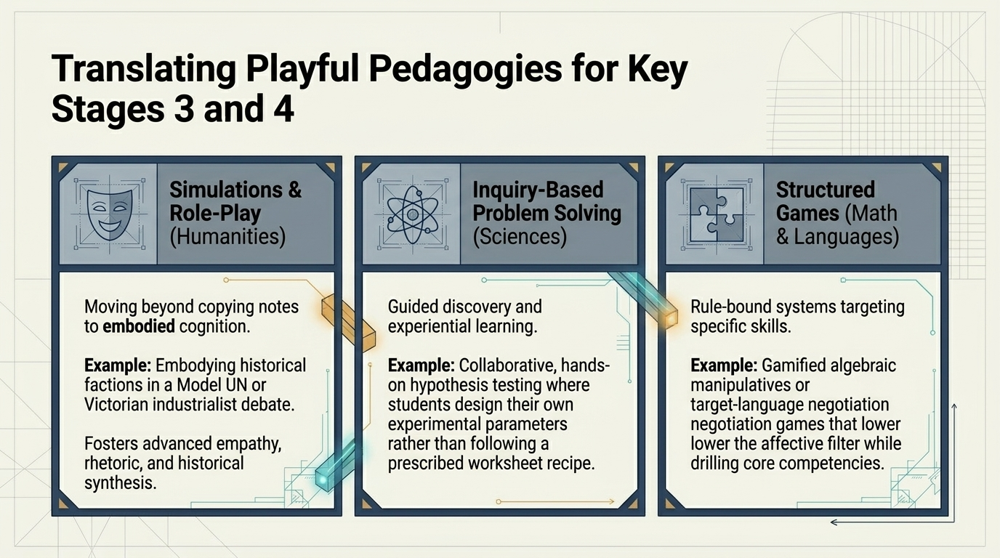 Translating Playful Pedagogies for Key
Stages 3 and 4
Simulations &
Role-Play
(Humanities)
Moving beyond copying notes
to embodied cognition.
Example: Embodying historical
factions in a Model UN or
Victorian industrialist debate.
Fosters advanced empathy,
rhetoric, and historical
synthesis.
Inquiry-Based
Problem Solving
(Sciences)
Guided discovery and
experiential learning.
Example: Collaborative, hands-
on hypothesis testing where
students design their own
experimental parameters
rather than following a
prescribed worksheet recipe.
Structured
Games (Math
& Languages)
Rule-bound systems targeting
specific skills.
Example: Gamified algebraic
manipulatives or
target-language negotiation
negotiation games that lower
lower the affective filter while
drilling core competencies.